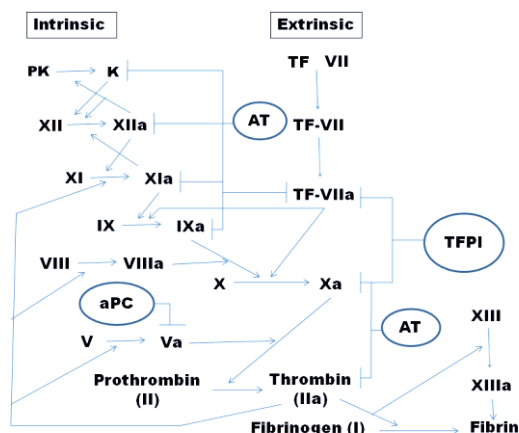 Intrinsic Extrinsic
TF VII
PK K
XII XIIa AT TF-VII
XI XIa
TF-VIIa
IX IXa
TFPI
VIII VIIIa
X Xa
aPC
XIII
AT
V Va
Prothrombin Thrombin XIIIa
(II) (IIa)
Fibrinogen (I) Fibrin